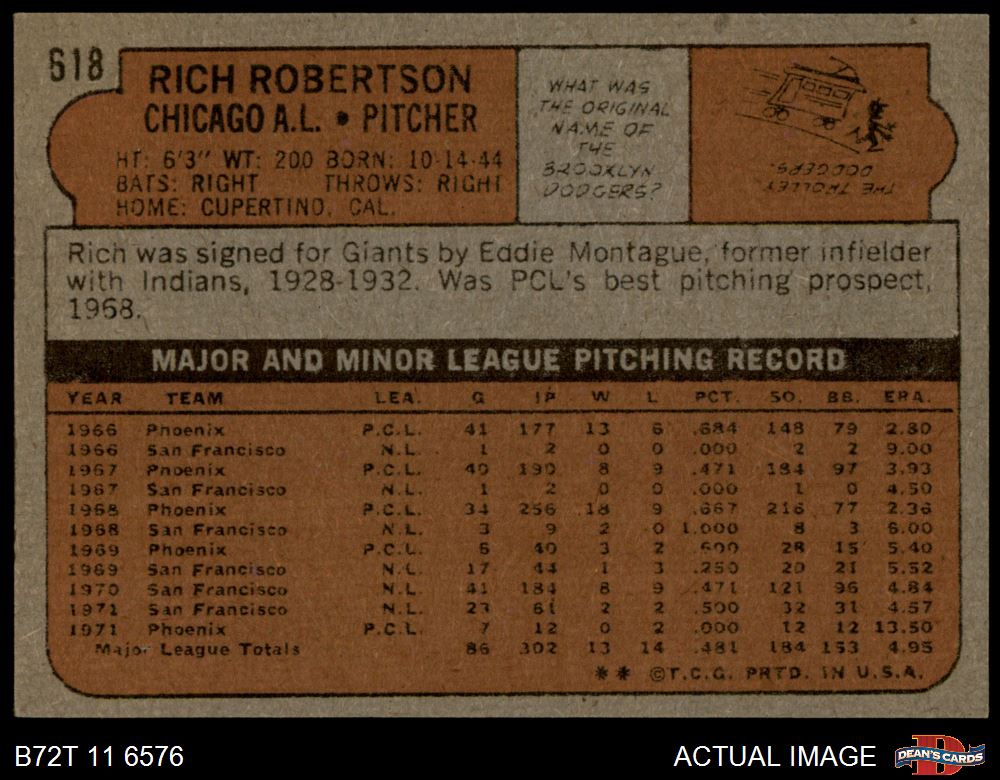 618
RICH ROBERTSON
CHICAGO A.L. • PITCHER
HT: 6'3" WT: 200 BORN: 10-14-44
BATS: RIGHT THROWS: RIGHT
HOME: CUPERTINO, CAL.
WHAT WAS
THE ORIGINAL
NAME OF
THE
BROOKLYN
DODGERS?
THE TROLLEY
DODGERS.
Rich was signed for Giants by Eddie Montague, former infielder
with Indians, 1928-1932. Was PCL's best pitching prospect,
1968.
MAJOR AND MINOR LEAGUE PITCHING RECORD
YEAR TEAM LEA. G IP W L PCT. SO. BB. ERA.
1966 Phoenix P.C.L. 41 177 13 6 .684 148 79 2.80
1966 San Francisco N.L. 1 2 0 0 .000 2 2 9.00
1967 Phoenix P.C.L. 40 190 8 9 .471 184 97 3.93
1967 San Francisco N.L. 1 2 0 0 .000 1 0 4.50
1968 Phoenix P.C.L. 34 256 18 9 .667 216 77 2.36
1968 San Francisco N.L. 3 9 2 0 1.000 8 3 6.00
1969 Phoenix P.C.L. 6 40 3 2 .600 28 15 5.40
1969 San Francisco N.L. 17 44 1 3 .250 20 21 5.52
1970 San Francisco N.L. 41 184 8 9 .471 121 96 4.84
1971 San Francisco N.L. 23 61 2 2 .500 32 31 4.57
1971 Phoenix P.C.L. 7 12 0 2 .000 12 12 13.50
Major League Totals 86 302 13 14 .481 184 153 4.95
** ©T.C.G. PRTD. IN U.S.A.
B72T 11 6576
ACTUAL IMAGE
D
DEAN'S CARDS